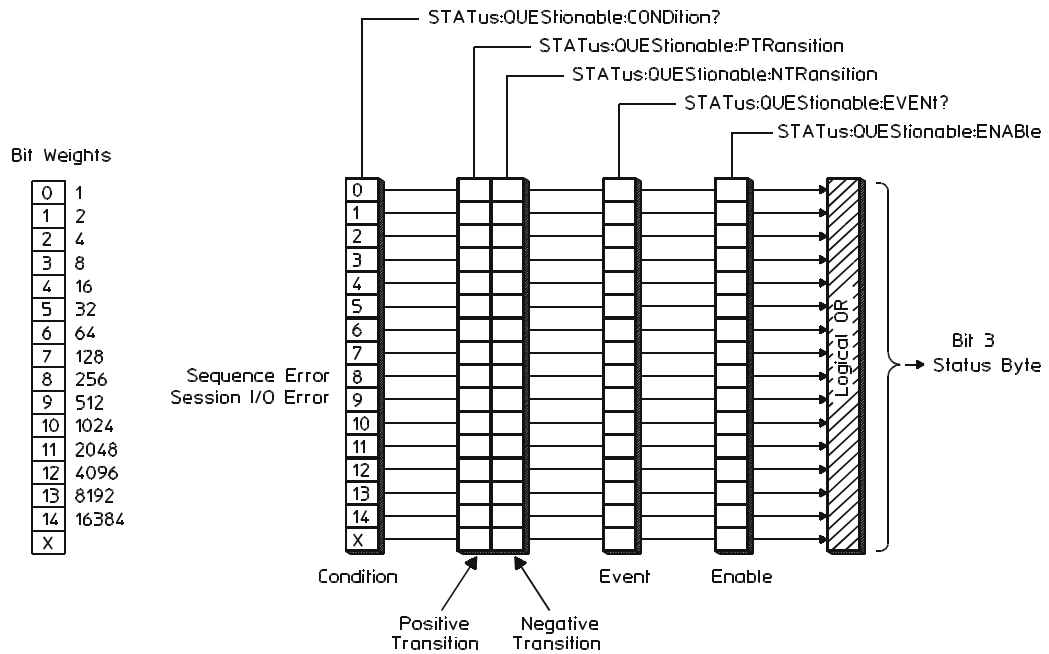 STATus:QUEStionable:CONDition?
STATus:QUEStionable:PTRansition
STATus:QUEStionable:NTRansition
STATus:QUEStionable:EVENt?
STATus:QUEStionable:ENABle
Bit Weights
0 1
1 2
2 4
3 8
4 16
5 32
6 64
7 128
8 256
9 512
10 1024
11 2048
12 4096
13 8192
14 16384
X
Sequence Error
Session I/O Error
0
1
2
3
4
5
6
7
8
9
10
11
12
13
14
X
Logical OR
Bit 3
Status Byte
Condition
Event
Enable
Positive
Transition
Negative
Transition